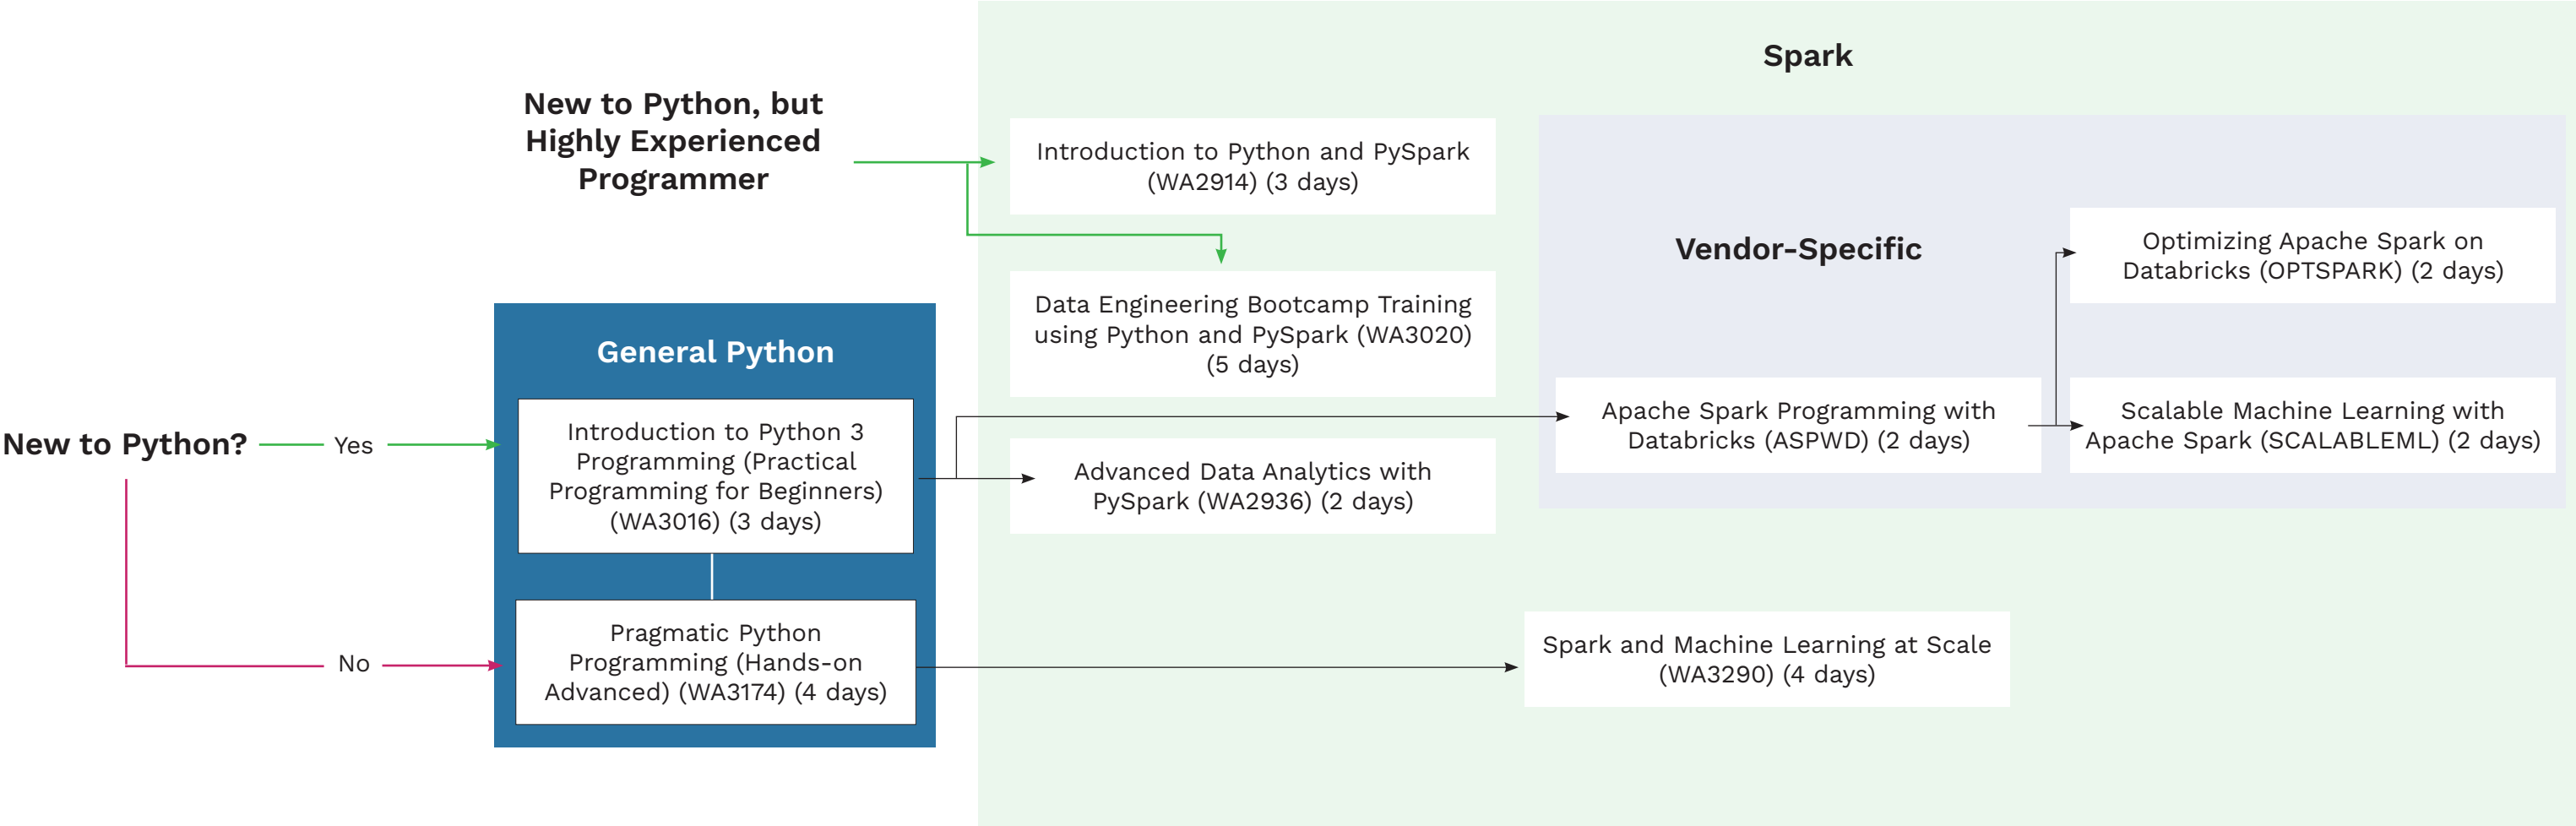 Spark
New to Python, but
Highly Experienced
Programmer
Introduction to Python and PySpark
(WA2914) (3 days)
Data Engineering Bootcamp Training
using Python and PySpark (WA3020)
(5 days)
Vendor-Specific
Optimizing Apache Spark on
Databricks (OPTSPARK) (2 days)
General Python
New to Python?
Yes
Introduction to Python 3
Programming (Practical
Programming for Beginners)
(WA3016) (3 days)
Advanced Data Analytics with
PySpark (WA2936) (2 days)
Apache Spark Programming with
Databricks (ASPWD) (2 days)
Scalable Machine Learning with
Apache Spark (SCALABLEML) (2 days)
No
Pragmatic Python
Programming (Hands-on
Advanced) (WA3174) (4 days)
Spark and Machine Learning at Scale
(WA3290) (4 days)